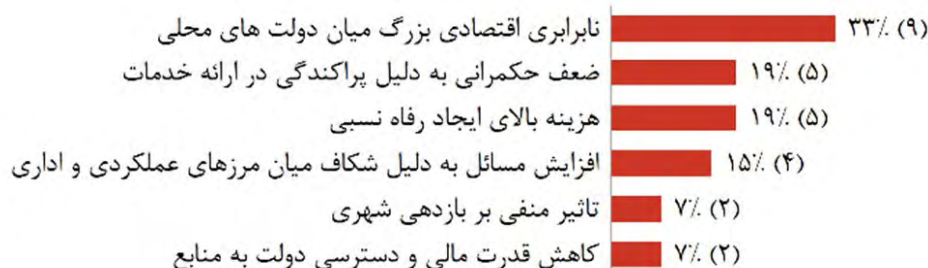 نابرابری اقتصادی بزرگ میان دولت های محلی ۳۳٪ (۹)
ضعف حکمرانی به دلیل پراکندگی در ارائه خدمات ۱۹٪ (۵)
هزینه بالای ایجاد رفاه نسبی ۱۹٪ (۵)
افزایش مسائل به دلیل شکاف میان مرزهای عملکردی و اداری ۱۵٪ (۴)
تاثیر منفی بر بازدهی شهری ۷٪ (۲)
کاهش قدرت مالی و دسترسی دولت به منابع ۷٪ (۲)